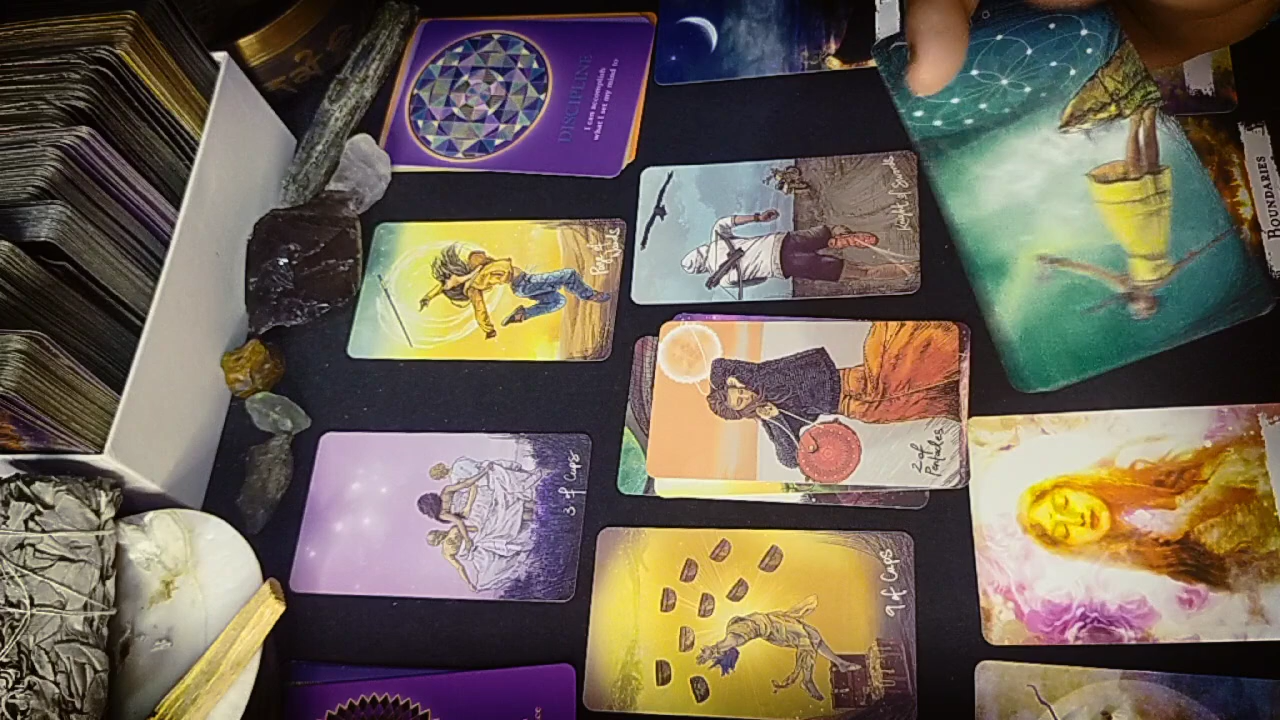 DISCIPLINE
I can accomplish
what I set my mind to
Page of
Knight of Swords
BOUNDARIES
2 of
Pentacles
3 of Cups
9 of Cups